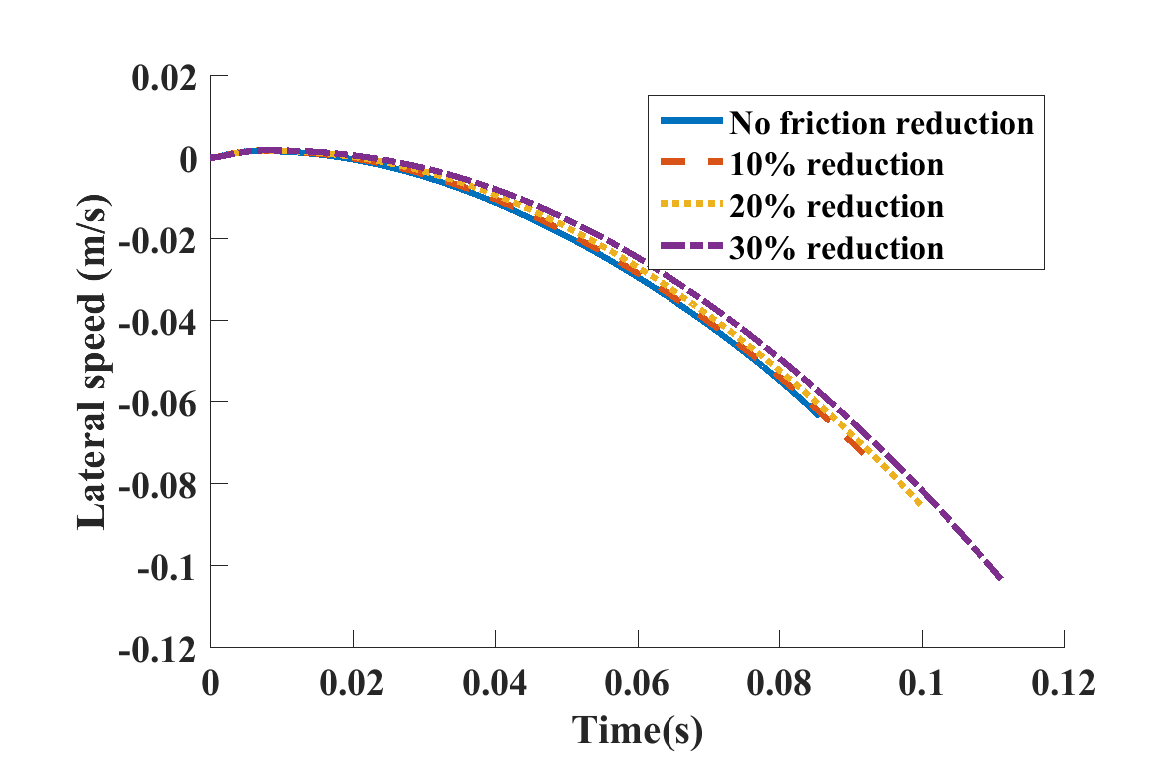 0.02
0
-0.02
-0.04
-0.06
-0.08
-0.1
-0.12
Lateral speed (m/s)
No friction reduction
10% reduction
20% reduction
30% reduction
0 0.02 0.04 0.06 0.08 0.1 0.12
Time(s)